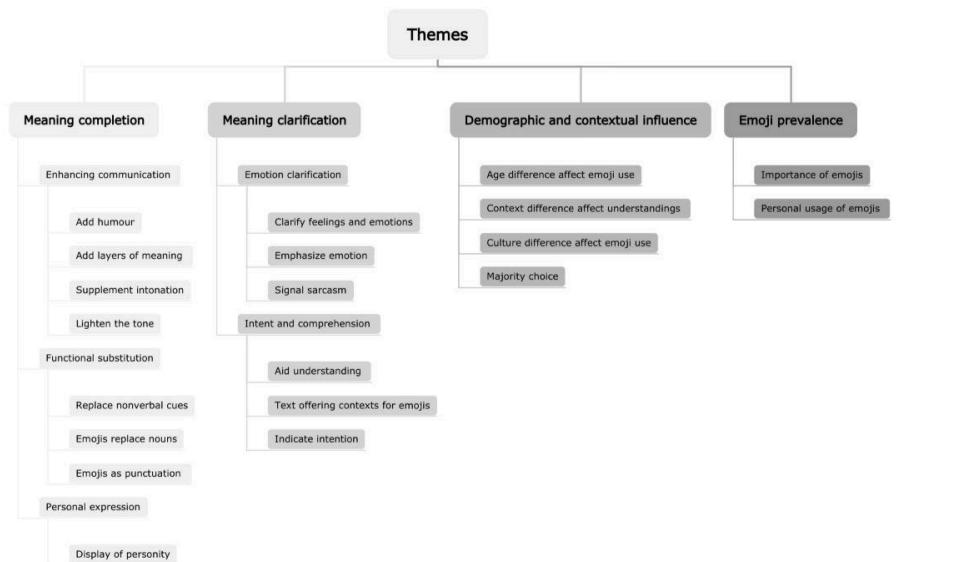 Themes
Meaning completion
Enhancing communication
Add humour
Add layers of meaning
Supplement intonation
Lighten the tone
Functional substitution
Replace nonverbal cues
Emojis replace nouns
Emojis as punctuation
Personal expression
Display of personity
Meaning clarification
Emotion clarification
Clarify feelings and emotions
Emphasize emotion
Signal sarcasm
Intent and comprehension
Aid understanding
Text offering contexts for emojis
Indicate intention
Demographic and contextual influence
Age difference affect emoji use
Context difference affect understandings
Culture difference affect emoji use
Majority choice
Emoji prevalence
Importance of emojis
Personal usage of emojis